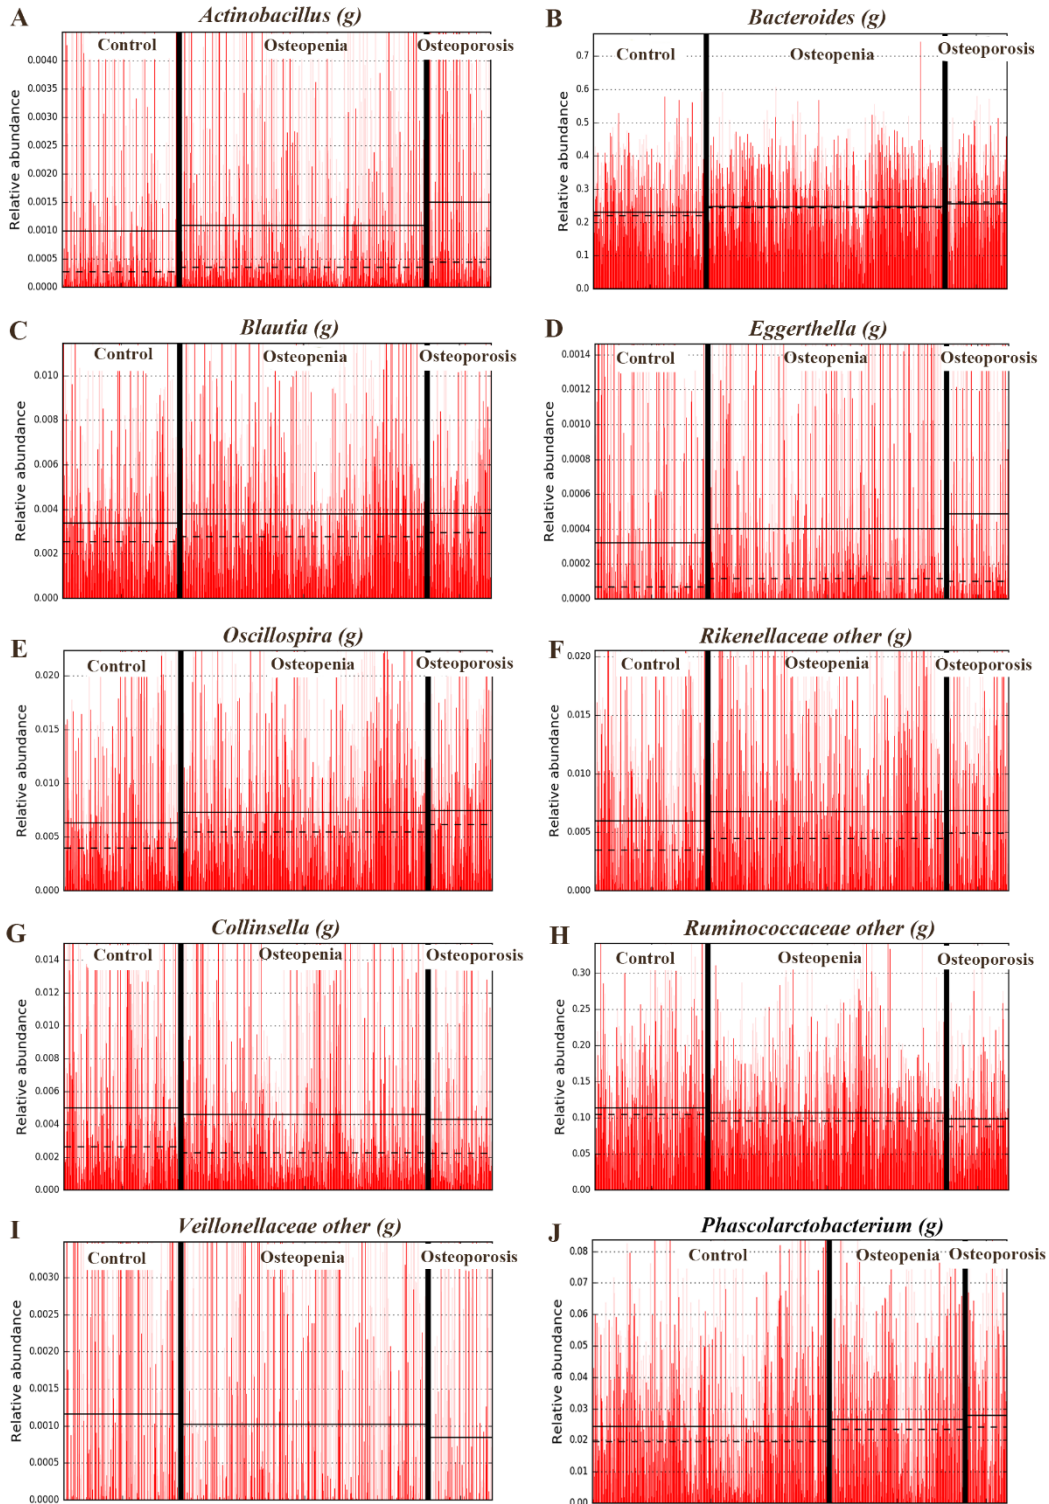 A
Actinobacillus (g)
Control
Osteopenia
Osteoporosis
Relative abundance
0.0040
0.0035
0.0030
0.0025
0.0020
0.0015
0.0010
0.0005
0.0000
B
Bacteroides (g)
Control
Osteopenia
Osteoporosis
Relative abundance
0.7
0.6
0.5
0.4
0.3
0.2
0.1
0.0
C
Blautia (g)
Control
Osteopenia
Osteoporosis
Relative abundance
0.010
0.008
0.006
0.004
0.002
0.000
D
Eggerthella (g)
Control
Osteopenia
Osteoporosis
Relative abundance
0.0014
0.0012
0.0010
0.0008
0.0006
0.0004
0.0002
0.0000
E
Oscillospira (g)
Control
Osteopenia
Osteoporosis
Relative abundance
0.020
0.015
0.010
0.005
0.000
F
Rikenellaceae other (g)
Control
Osteopenia
Osteoporosis
Relative abundance
0.020
0.015
0.010
0.005
0.000
G
Collinsella (g)
Control
Osteopenia
Osteoporosis
Relative abundance
0.014
0.012
0.010
0.008
0.006
0.004
0.002
0.000
H
Ruminococcaceae other (g)
Control
Osteopenia
Osteoporosis
Relative abundance
0.30
0.25
0.20
0.15
0.10
0.05
0.00
I
Veillonellaceae other (g)
Control
Osteopenia
Osteoporosis
Relative abundance
0.0030
0.0025
0.0020
0.0015
0.0010
0.0005
0.0000
J
Phascolarctobacterium (g)
Control
Osteopenia
Osteoporosis
Relative abundance
0.08
0.07
0.06
0.05
0.04
0.03
0.02
0.01
0.00